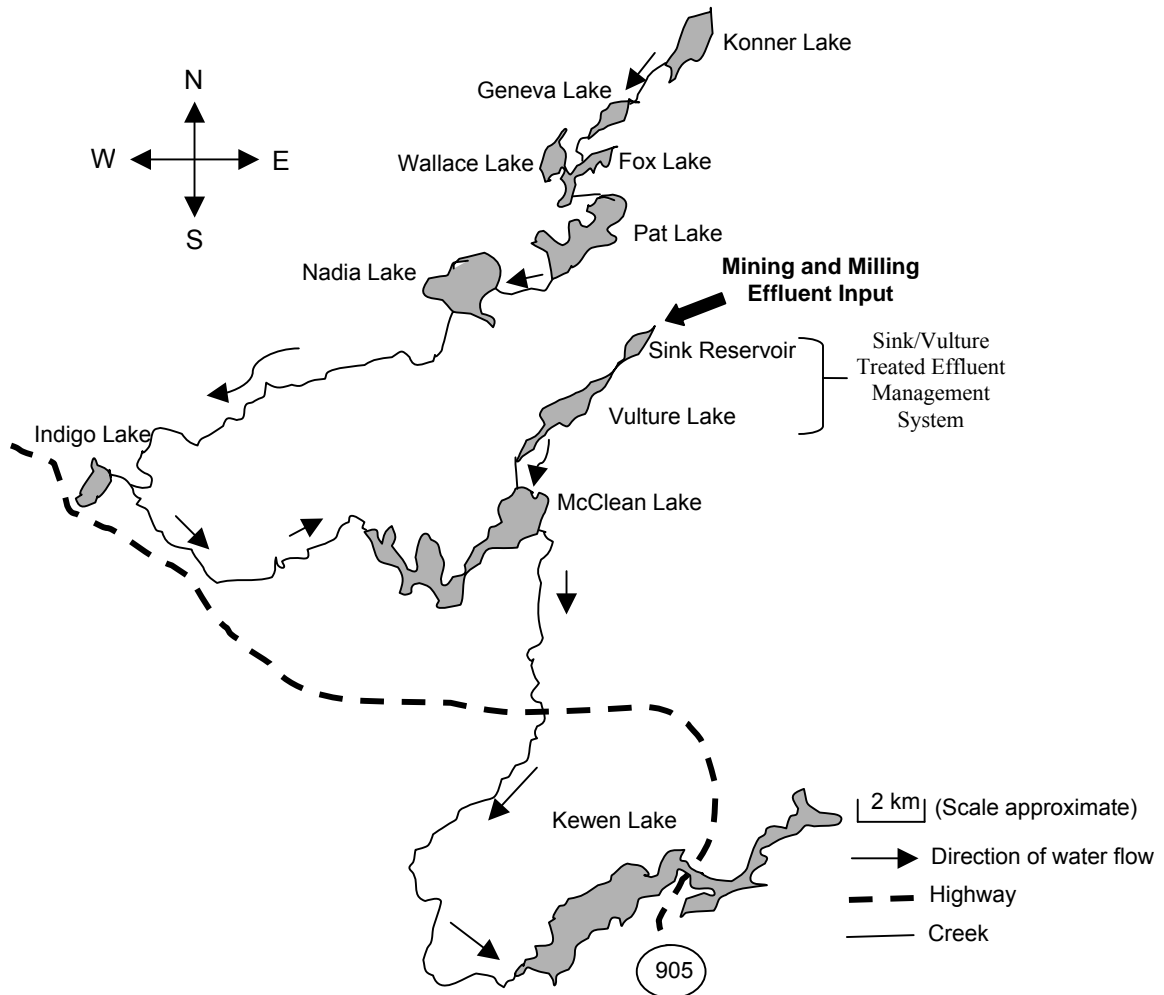 Konner Lake
N
Geneva Lake
W
E
Wallace Lake
Fox Lake
S
Pat Lake
Nadia Lake
Mining and Milling
Effluent Input
Sink Reservoir
Sink/Vulture
Treated Effluent
Management
System
Vulture Lake
Indigo Lake
McClean Lake
Kewen Lake
2 km (Scale approximate)
Direction of water flow
Highway
Creek
905